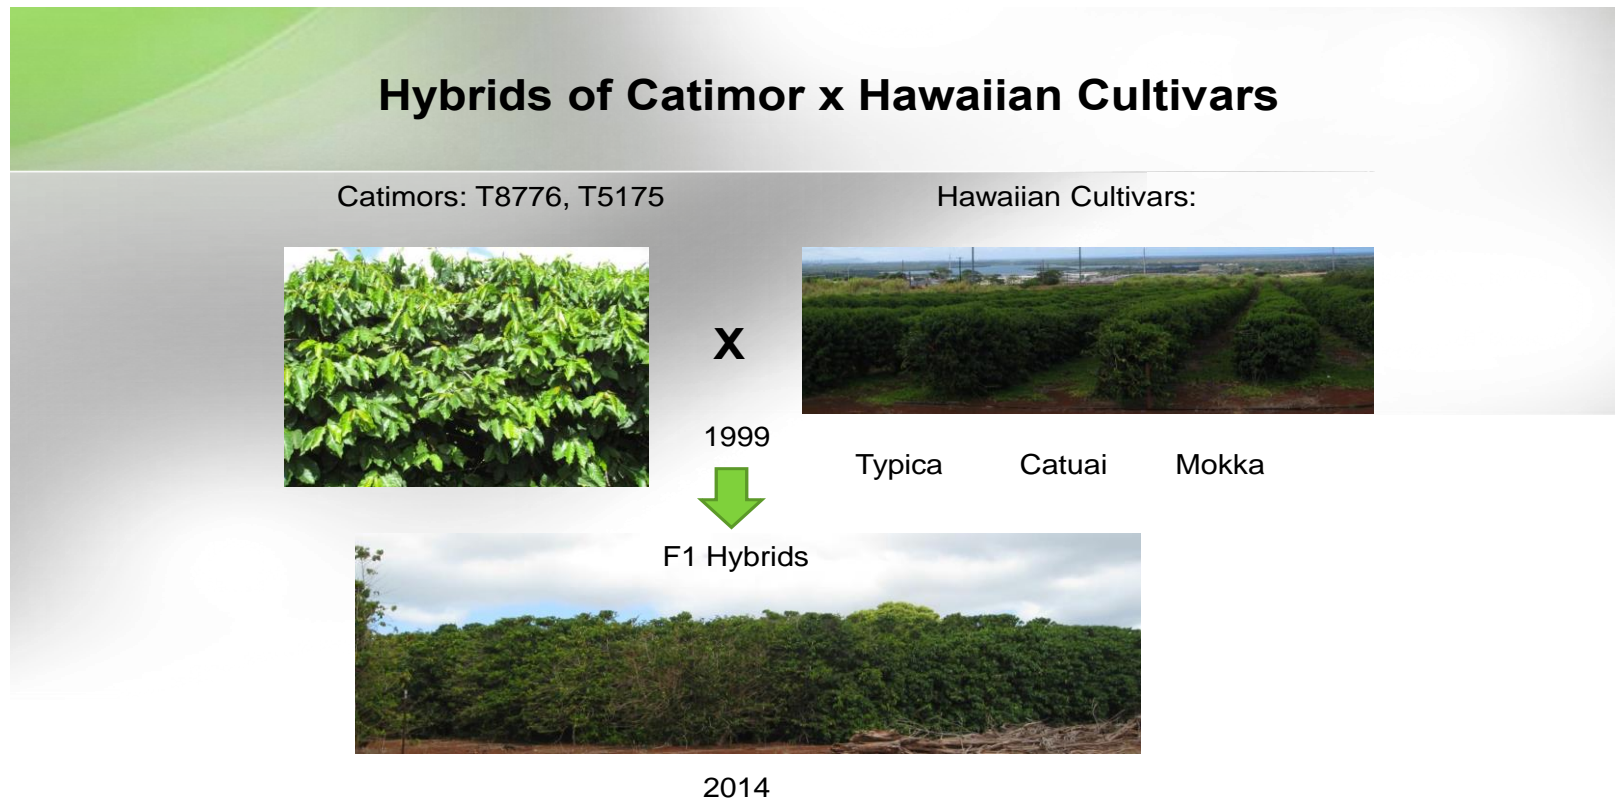 Hybrids of Catimor x Hawaiian Cultivars
Catimors: T8776, T5175
Hawaiian Cultivars:
X
1999
Typica Catuai Mokka
F1 Hybrids
2014